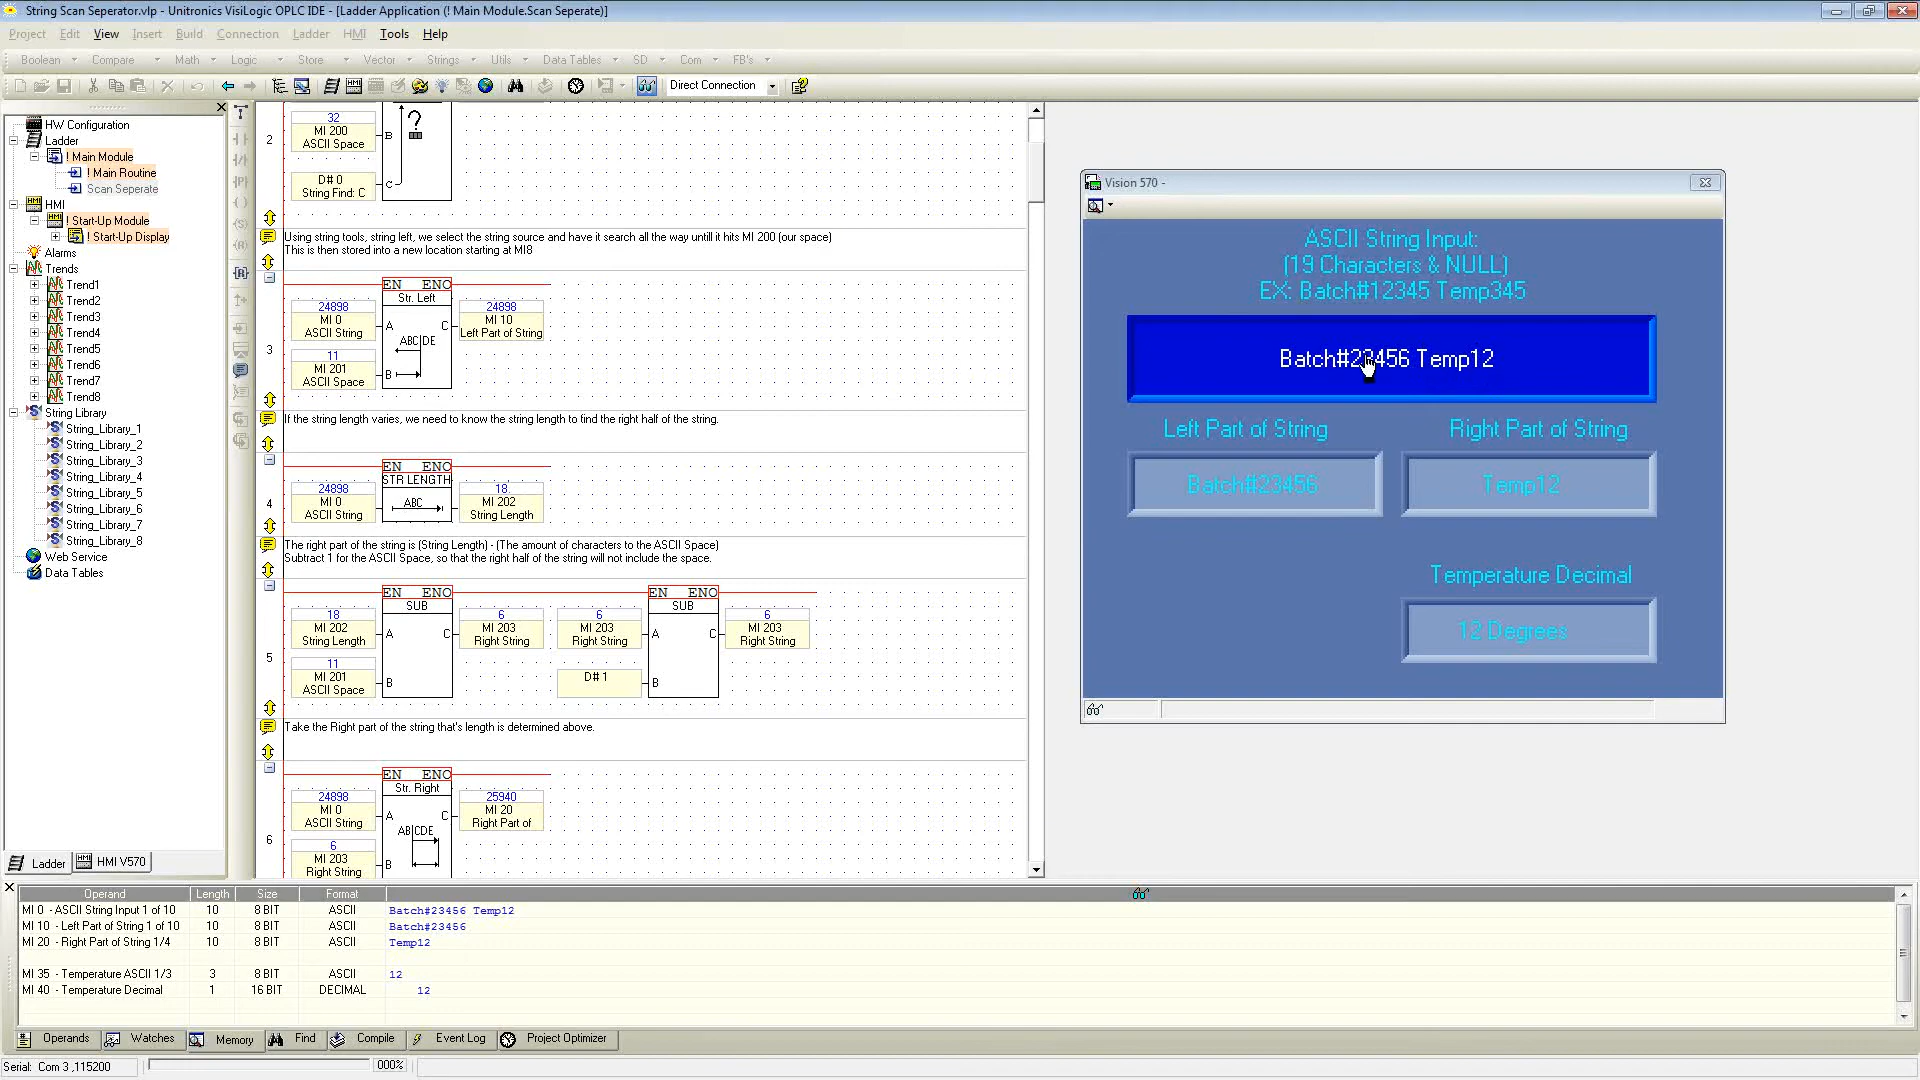 String Scan Seperator.vlp - Unitronics VisiLogic OPLC IDE - [Ladder Application (! Main Module.Scan Seperate)]
Project Edit View Insert Build Connection Ladder HMI Tools Help
Boolean Compare Math Logic Store Vector Strings Utils Data Tables SD Com FB's
Direct Connection
HW Configuration
Ladder
! Main Module
! Main Routine
Scan Seperate
HMI
! Start-Up Module
! Start-Up Display
Alarms
Trends
Trend1
Trend2
Trend3
Trend4
Trend5
Trend6
Trend7
Trend8
String Library
String_Library_1
String_Library_2
String_Library_3
String_Library_4
String_Library_5
String_Library_6
String_Library_7
String_Library_8
Web Service
Data Tables
Ladder HMI V570
2
32
MI 200
ASCII Space
B
?
D# 0
String Find: C
C
Using string tools, string left, we select the string source and have it search all the way untill it hits MI 200 (our space)
This is then stored into a new location starting at MI8
3
EN ENO
Str. Left
24898
MI 0
ASCII String
A
C
24898
MI 10
Left Part of String
ABC|DE
11
MI 201
ASCII Space
B
If the string length varies, we need to know the string length to find the right half of the string.
4
EN ENO
STR LENGTH
24898
MI 0
ASCII String
ABC
18
MI 202
String Length
The right part of the string is (String Length) - (The amount of characters to the ASCII Space)
Subtract 1 for the ASCII Space, so that the right half of the string will not include the space.
5
EN ENO
SUB
18
MI 202
String Length
A
C
6
MI 203
Right String
11
MI 201
ASCII Space
B
EN ENO
SUB
6
MI 203
Right String
A
C
6
MI 203
Right String
D# 1
B
Take the Right part of the string that's length is determined above.
6
EN ENO
Str. Right
24898
MI 0
ASCII String
A
C
25940
MI 20
Right Part of
AB|CDE
6
MI 203
Right String
B
Vision 570 -
ASCII String Input:
(19 Characters & NULL)
EX: Batch#12345 Temp345
Batch#23456 Temp12
Left Part of String
Right Part of String
Batch#23456
Temp12
Temperature Decimal
12 Degrees
Operand Length Size Format
MI 0 - ASCII String Input 1 of 10 10 8 BIT ASCII Batch#23456 Temp12
MI 10 - Left Part of String 1 of 10 10 8 BIT ASCII Batch#23456
MI 20 - Right Part of String 1/4 10 8 BIT ASCII Temp12
MI 35 - Temperature ASCII 1/3 3 8 BIT ASCII 12
MI 40 - Temperature Decimal 1 16 BIT DECIMAL 12
Operands Watches Memory Find Compile Event Log Project Optimizer
Serial: Com 3 ,115200 000%